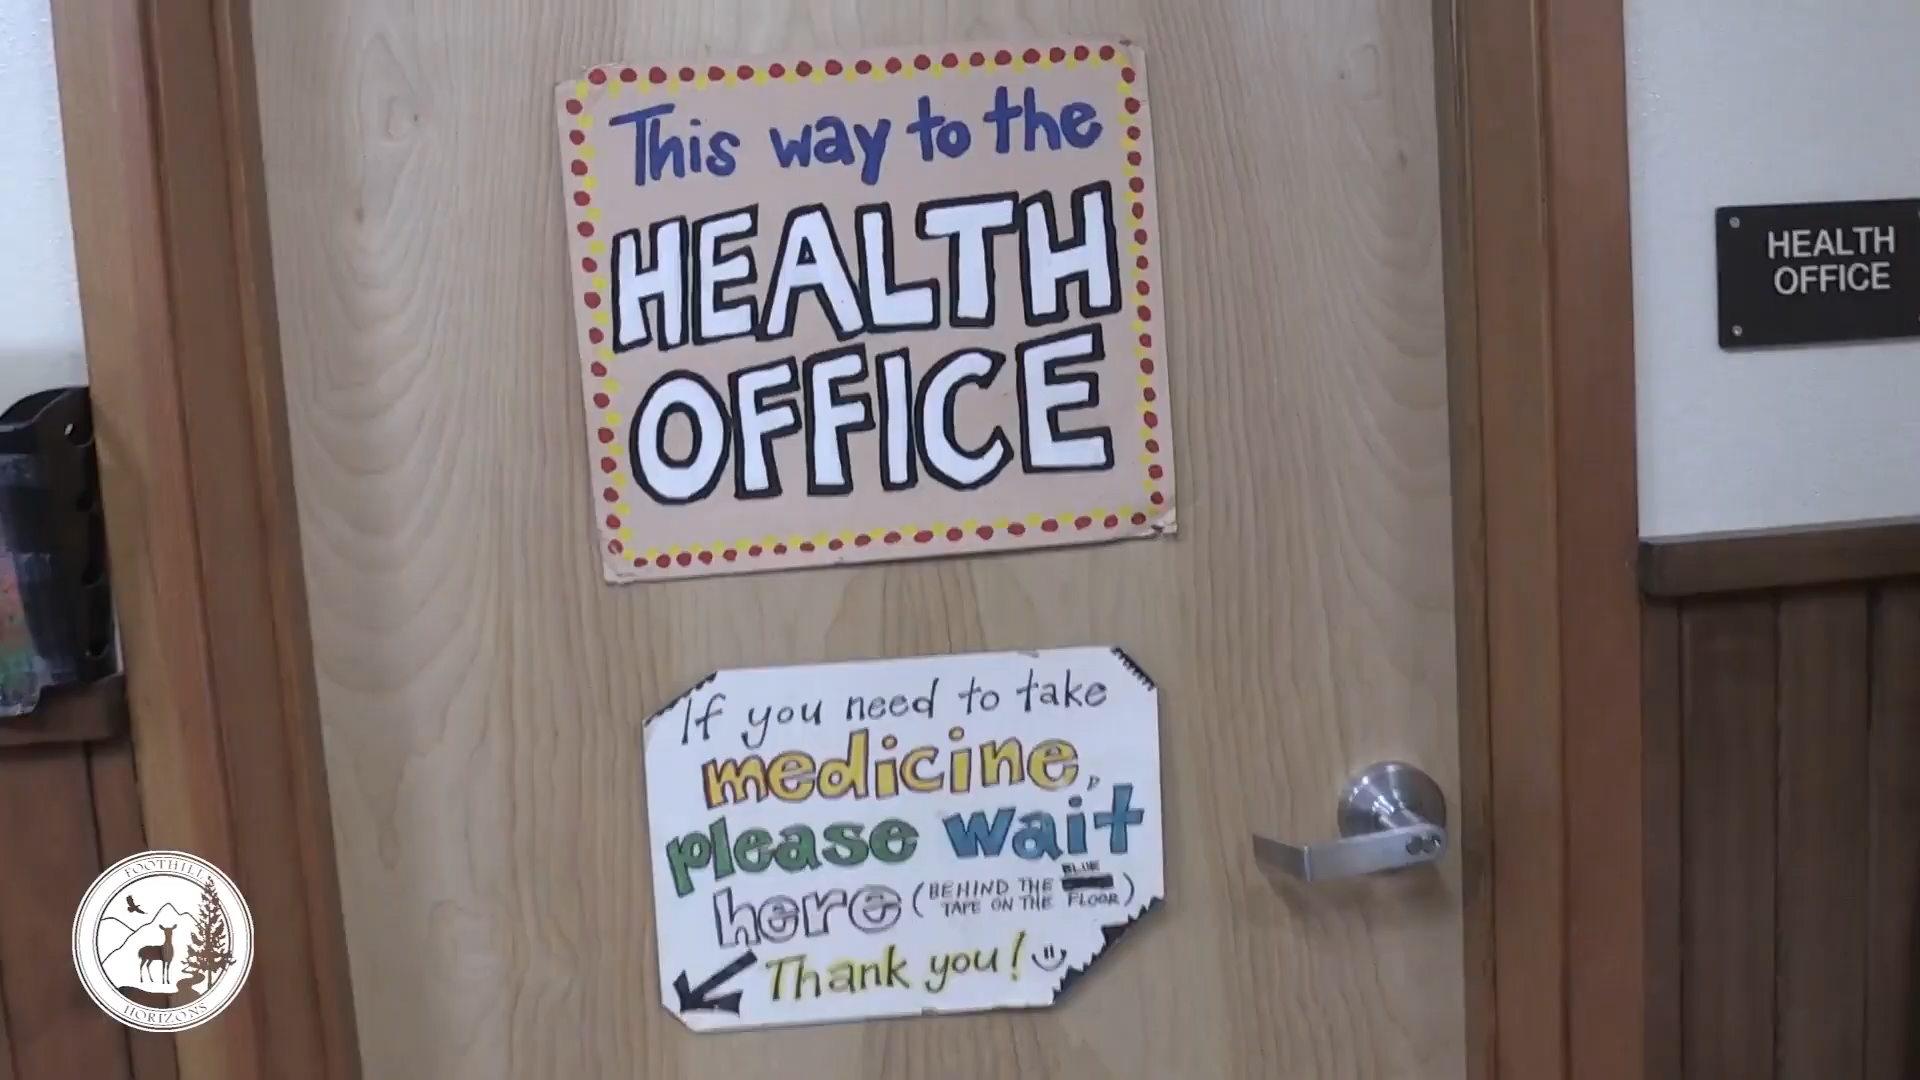 This way to the
HEALTH
OFFICE
HEALTH
OFFICE
If you need to take
medicine,
please wait
here (BEHIND THE BLUE
TAPE ON THE FLOOR)
Thank you!
FOOTHILL
HORIZONS